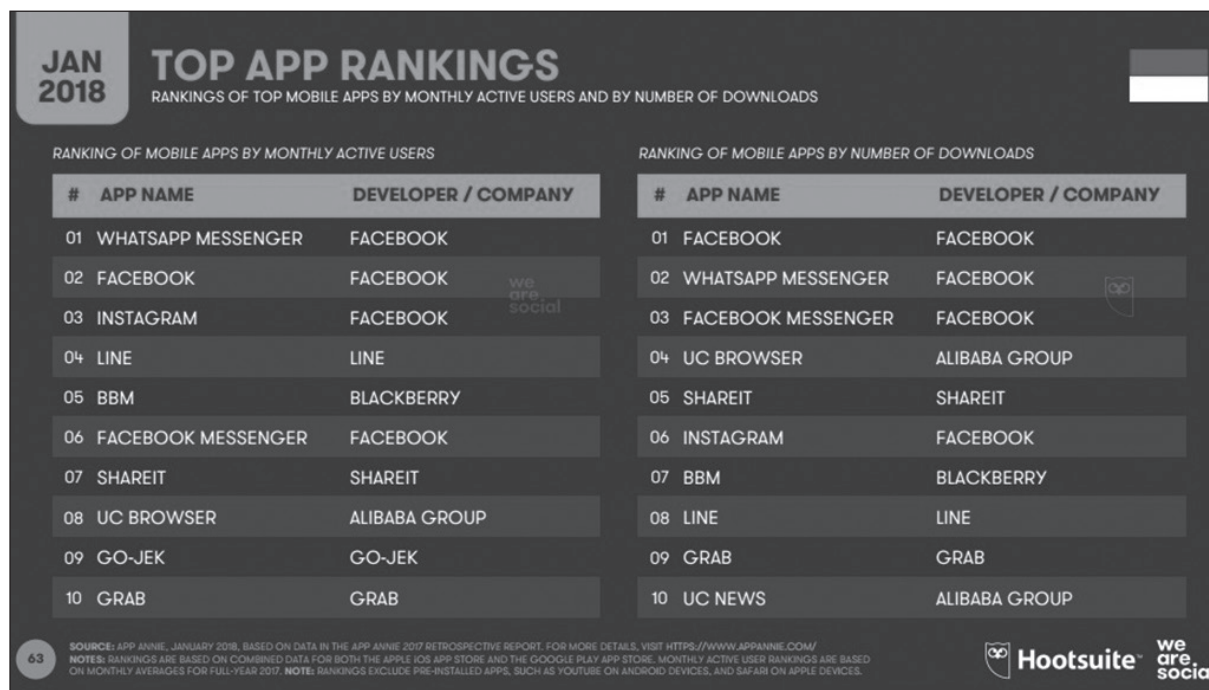 JAN
2018
TOP APP RANKINGS
RANKINGS OF TOP MOBILE APPS BY MONTHLY ACTIVE USERS AND BY NUMBER OF DOWNLOADS
RANKING OF MOBILE APPS BY MONTHLY ACTIVE USERS
# APP NAME DEVELOPER / COMPANY
01 WHATSAPP MESSENGER FACEBOOK
02 FACEBOOK FACEBOOK
03 INSTAGRAM FACEBOOK
04 LINE LINE
05 BBM BLACKBERRY
06 FACEBOOK MESSENGER FACEBOOK
07 SHAREIT SHAREIT
08 UC BROWSER ALIBABA GROUP
09 GO-JEK GO-JEK
10 GRAB GRAB
we
are
social
RANKING OF MOBILE APPS BY NUMBER OF DOWNLOADS
# APP NAME DEVELOPER / COMPANY
01 FACEBOOK FACEBOOK
02 WHATSAPP MESSENGER FACEBOOK
03 FACEBOOK MESSENGER FACEBOOK
04 UC BROWSER ALIBABA GROUP
05 SHAREIT SHAREIT
06 INSTAGRAM FACEBOOK
07 BBM BLACKBERRY
08 LINE LINE
09 GRAB GRAB
10 UC NEWS ALIBABA GROUP
63
SOURCE: APP ANNIE, JANUARY 2018, BASED ON DATA IN THE APP ANNIE 2017 RETROSPECTIVE REPORT. FOR MORE DETAILS, VISIT HTTPS://WWW.APPANNIE.COM/
NOTES: RANKINGS ARE BASED ON COMBINED DATA FOR BOTH THE APPLE iOS APP STORE AND THE GOOGLE PLAY APP STORE. MONTHLY ACTIVE USER RANKINGS ARE BASED
ON MONTHLY AVERAGES FOR FULL-YEAR 2017. NOTE: RANKINGS EXCLUDE PRE-INSTALLED APPS, SUCH AS YOUTUBE ON ANDROID DEVICES, AND SAFARI ON APPLE DEVICES.
Hootsuite™
we
are
social